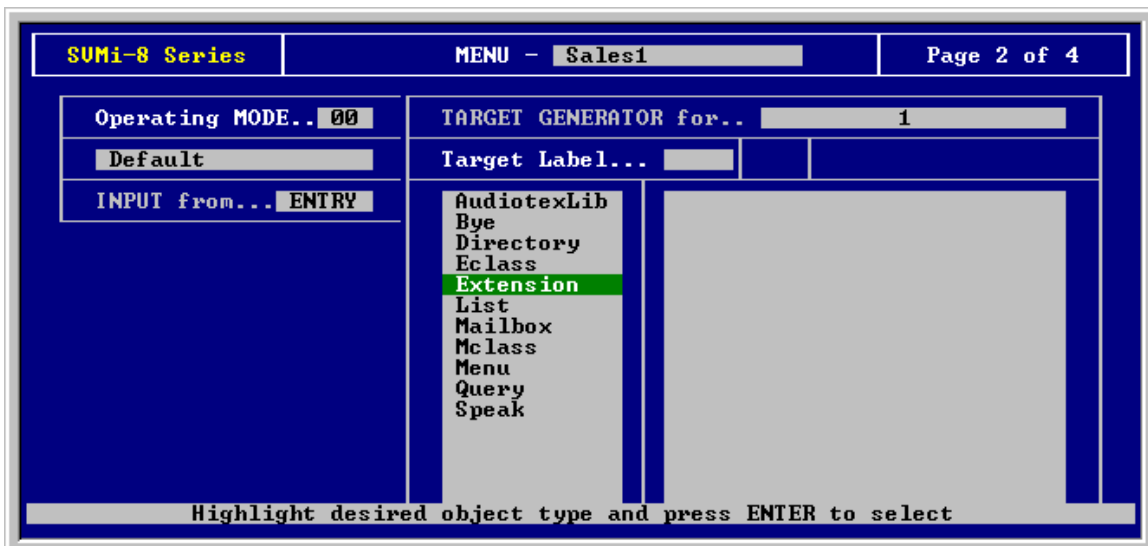 SVMi-8 Series MENU - Sales1 Page 2 of 4
Operating MODE.. 00 TARGET GENERATOR for.. 1
Default Target Label...
INPUT from... ENTRY
AudiotexLib
Bye
Directory
Eclass
Extension
List
Mailbox
Mclass
Menu
Query
Speak
Highlight desired object type and press ENTER to select